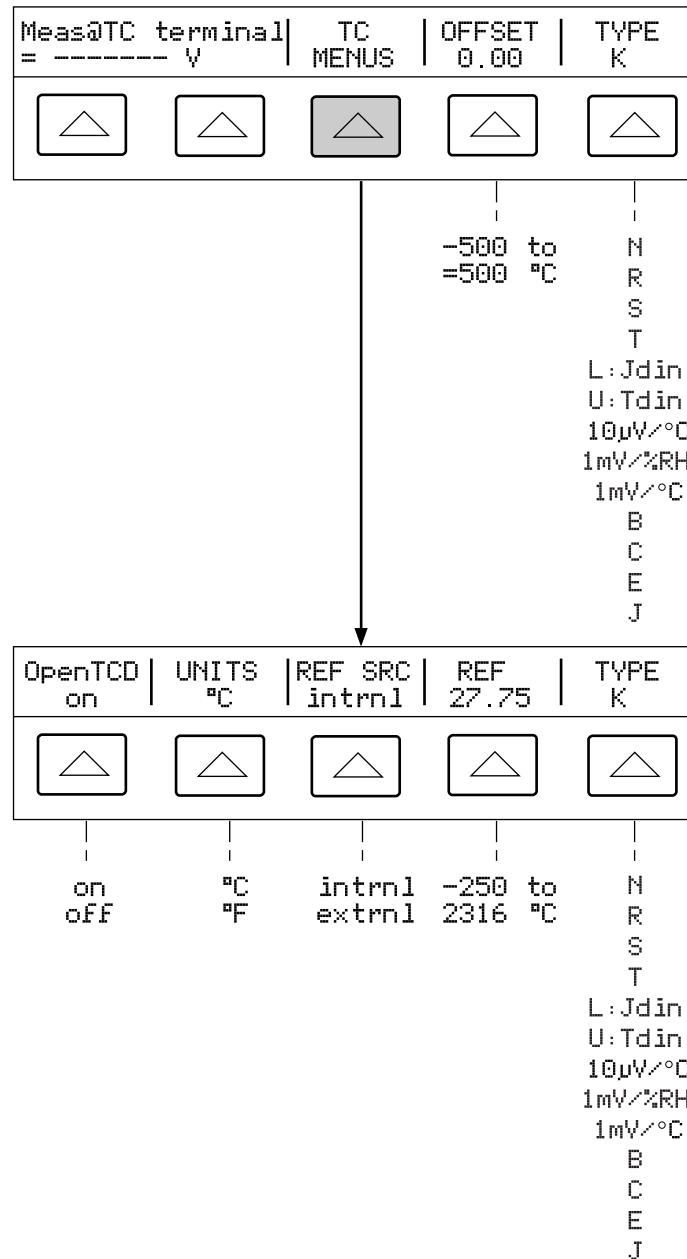 Meas@TC terminal| TC | OFFSET | TYPE
= ------- V | MENUS | 0.00 | K
-500 to
=500 °C
N
R
S
T
L:Jdin
U:Tdin
10µV/°C
1mV/%RH
1mV/°C
B
C
E
J
OpenTCD | UNITS |REF SRC| REF | TYPE
on | °C | intrnl | 27.75 | K
on
off
°C
°F
intrnl
extrnl
-250 to
2316 °C
N
R
S
T
L:Jdin
U:Tdin
10µV/°C
1mV/%RH
1mV/°C
B
C
E
J